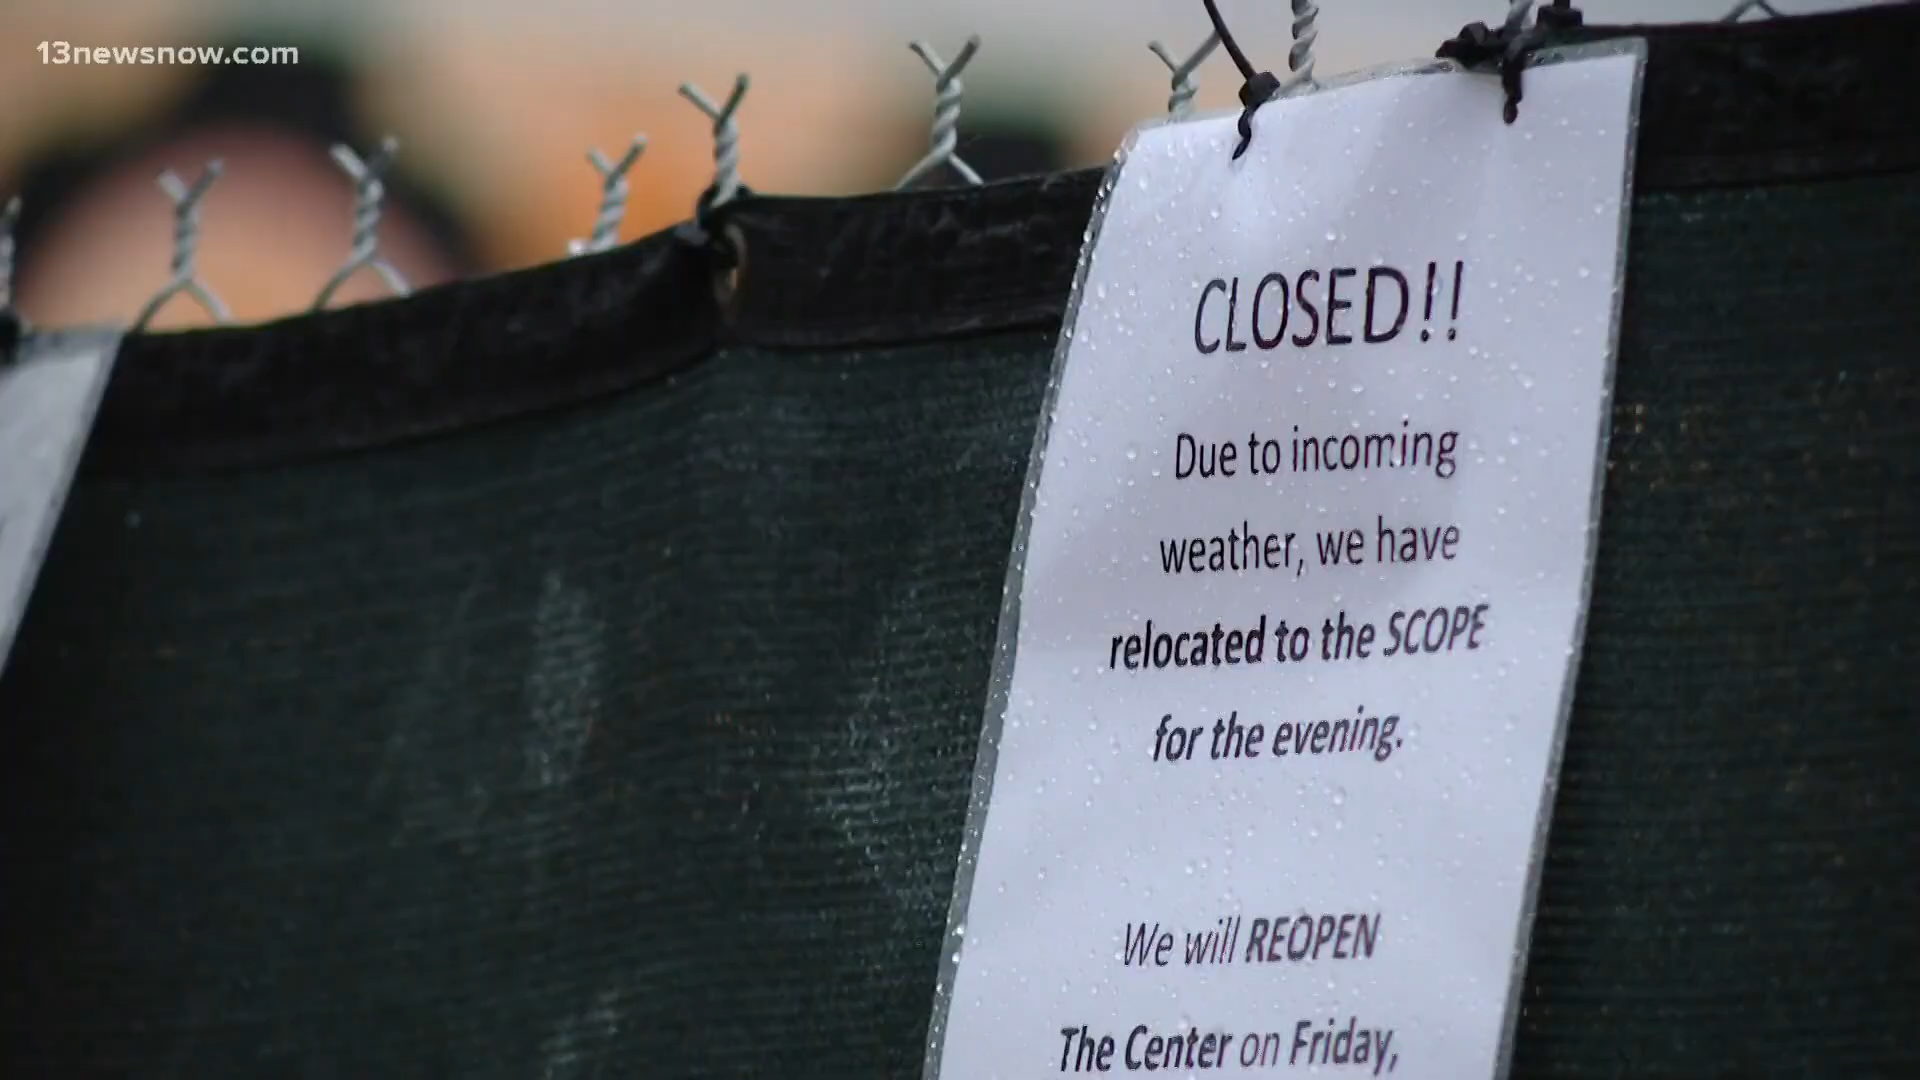 13newsnow.com
CLOSED!!
Due to incoming
weather, we have
relocated to the SCOPE
for the evening.
We will REOPEN
The Center on Friday,